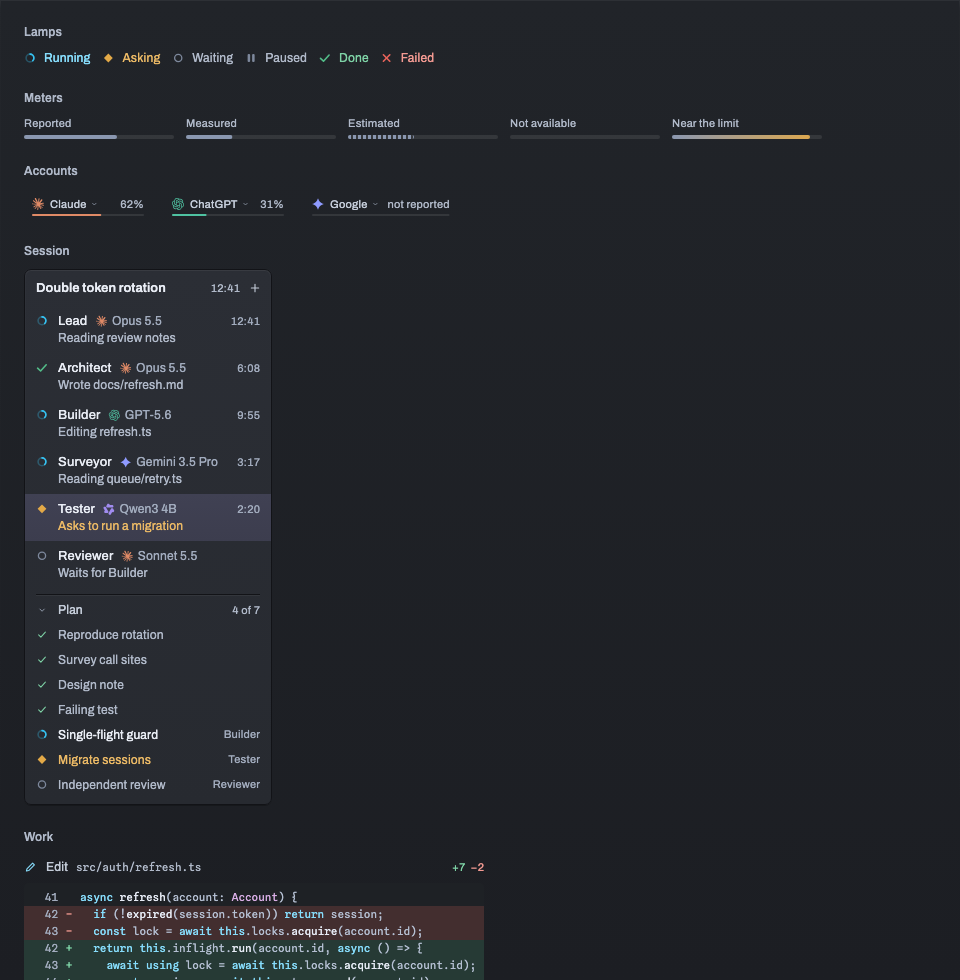 Lamps
Running Asking Waiting Paused Done Failed
Meters
Reported Measured Estimated Not available Near the limit
Accounts
Claude 62% ChatGPT 31% Google not reported
Session
Double token rotation 12:41 +
Lead Opus 5.5 12:41
Reading review notes
Architect Opus 5.5 6:08
Wrote docs/refresh.md
Builder GPT-5.6 9:55
Editing refresh.ts
Surveyor Gemini 3.5 Pro 3:17
Reading queue/retry.ts
Tester Qwen3 4B 2:20
Asks to run a migration
Reviewer Sonnet 5.5
Waits for Builder
Plan 4 of 7
Reproduce rotation
Survey call sites
Design note
Failing test
Single-flight guard Builder
Migrate sessions Tester
Independent review Reviewer
Work
Edit src/auth/refresh.ts +7 −2
41 async refresh(account: Account) {
42 − if (!expired(session.token)) return session;
43 − const lock = await this.locks.acquire(account.id);
42 + return this.inflight.run(account.id, async () => {
43 + await using lock = await this.locks.acquire(account.id);